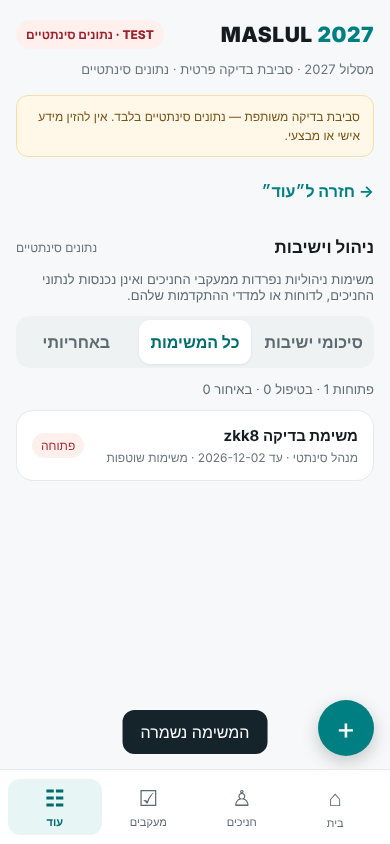 MASLUL 2027
TEST · נתונים סינתטיים
מסלול 2027 · סביבת בדיקה פרטית · נתונים סינתטיים
סביבת בדיקה משותפת — נתונים סינתטיים בלבד. אין להזין מידע
אישי או מבצעי.
→ חזרה ל״עוד״
ניהול וישיבות
נתונים סינתטיים
משימות ניהוליות נפרדות ממעקבי החניכים ואינן נכנסות לנתוני
החניכים, לדוחות או למדדי ההתקדמות שלהם.
סיכומי ישיבות
כל המשימות
באחריותי
פתוחות 1 · בטיפול 0 · באיחור 0
משימת בדיקה zkk8
פתוחה
מנהל סינתטי · עד 2026-12-02 · משימות שוטפות
המשימה נשמרה
+
בית
חניכים
מעקבים
עוד